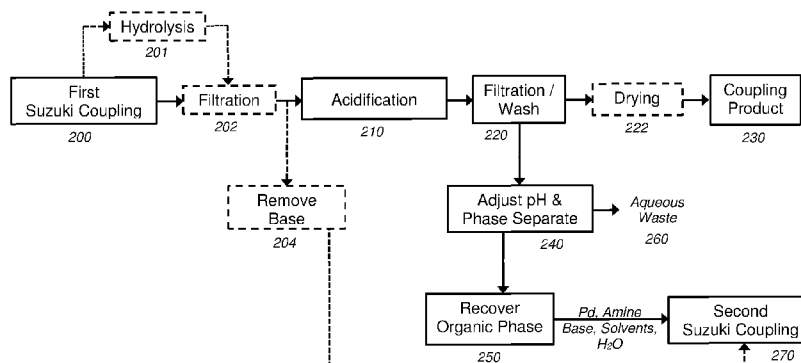 Hydrolysis
201
First
Suzuki Coupling
200
Filtration
202
Acidification
210
Filtration /
Wash
220
Drying
222
Coupling
Product
230
Remove
Base
204
Adjust pH &
Phase Separate
240
Aqueous
Waste
260
Recover
Organic Phase
250
Pd, Amine
Base, Solvents,
H₂O
Second
Suzuki Coupling
270